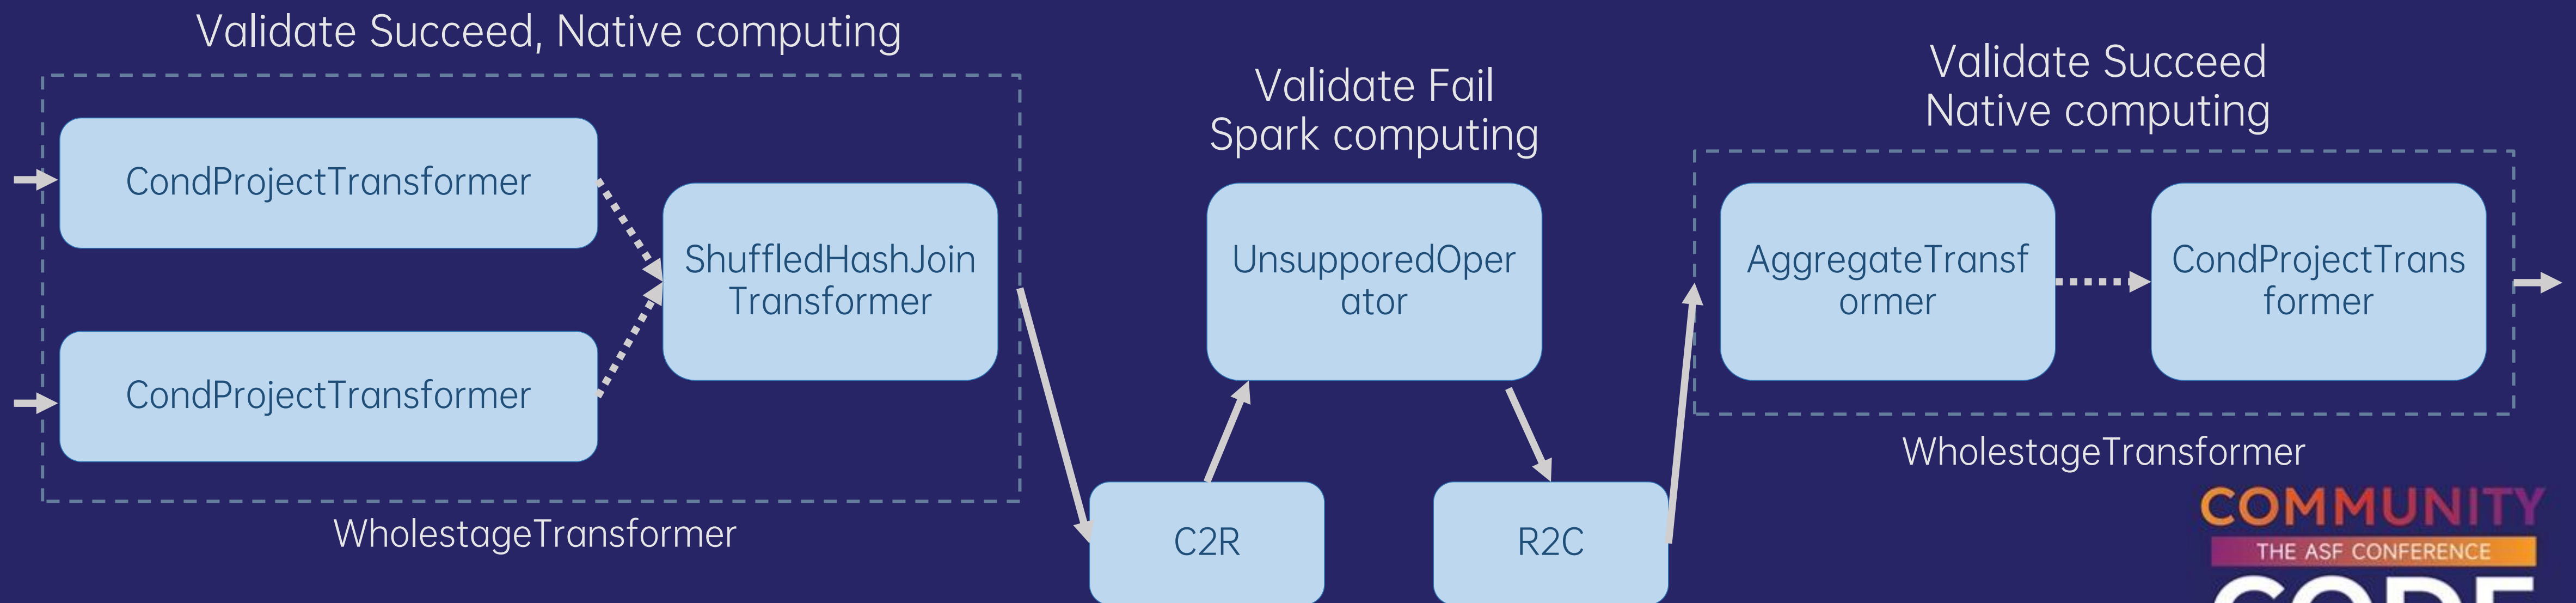 Validate Succeed, Native computing
CondProjectTransformer
CondProjectTransformer
ShuffledHashJoin
Transformer
WholestageTransformer
Validate Fail
Spark computing
UnsupporedOper
ator
C2R
R2C
Validate Succeed
Native computing
AggregateTransf
ormer
CondProjectTrans
former
WholestageTransformer
COMMUNITY
THE ASF CONFERENCE
CODE